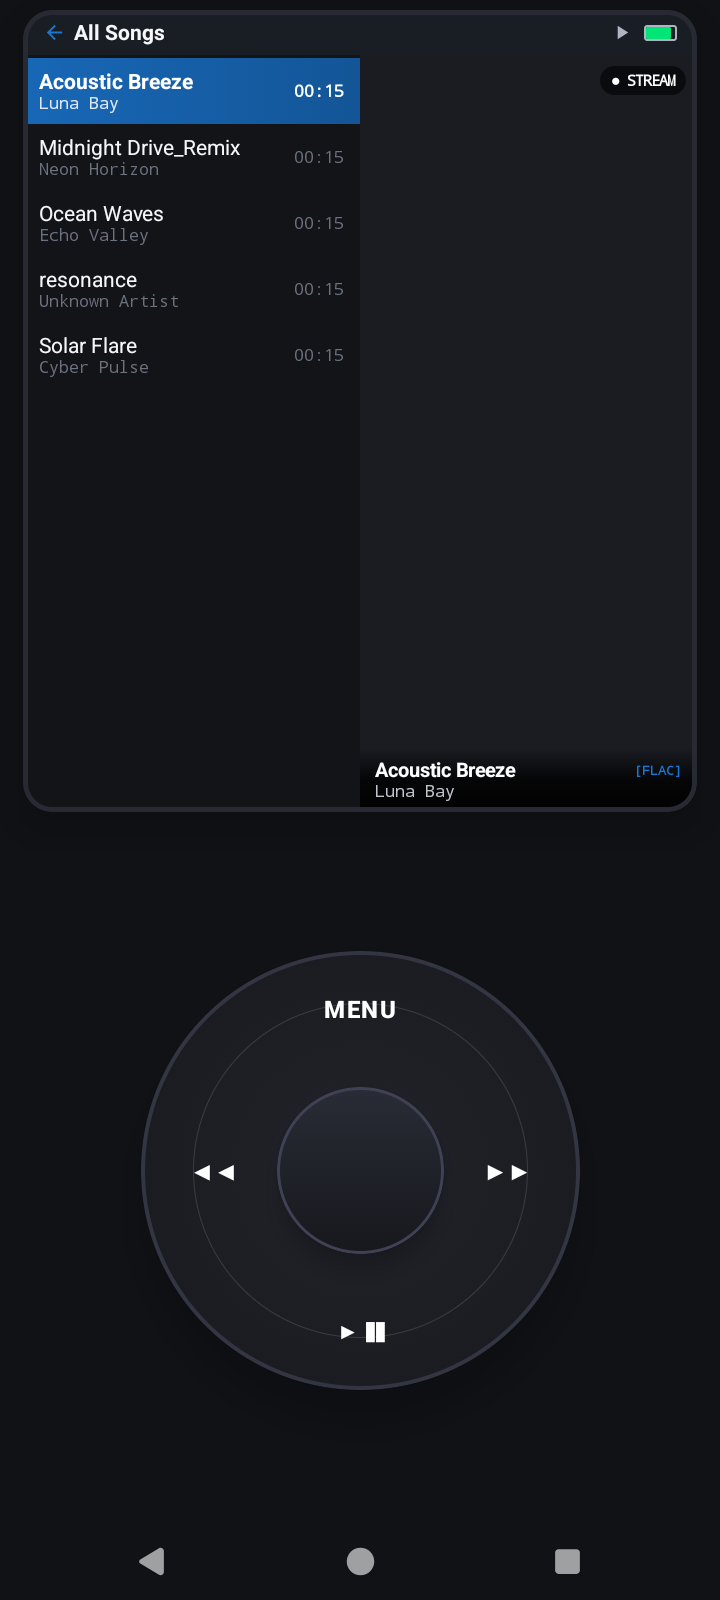 All Songs
Acoustic Breeze
Luna Bay
00:15
STREAM
Midnight Drive_Remix
Neon Horizon
00:15
Ocean Waves
Echo Valley
00:15
resonance
Unknown Artist
00:15
Solar Flare
Cyber Pulse
00:15
Acoustic Breeze
[FLAC]
Luna Bay
MENU